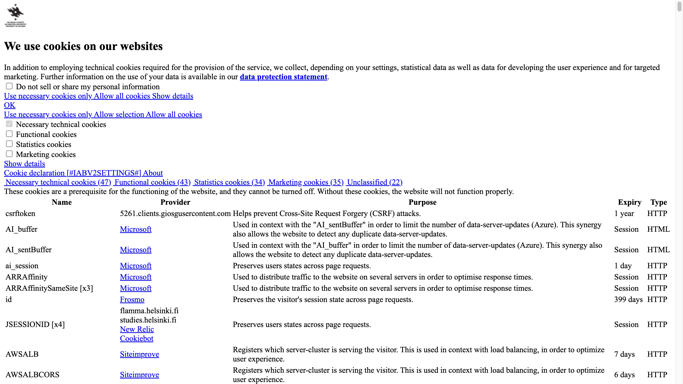 We use cookies on our websites
In addition to employing technical cookies required for the provision of the service, we collect, depending on your settings, statistical data as well as data for developing the user experience and for targeted
marketing. Further information on the use of your data is available in our data protection statement.
Do not sell or share my personal information
Use necessary cookies only Allow all cookies Show details
OK
Use necessary cookies only Allow selection Allow all cookies
Necessary technical cookies
Functional cookies
Statistics cookies
Marketing cookies
Show details
Cookie declaration [#IABV2SETTINGS#] About
Necessary technical cookies (47) Functional cookies (43) Statistics cookies (34) Marketing cookies (35) Unclassified (22)
These cookies are a prerequisite for the functioning of the website, and they cannot be turned off. Without these cookies, the website will not function properly.
Name Provider Purpose Expiry Type
csrftoken 5261.clients.giosgusercontent.com Helps prevent Cross-Site Request Forgery (CSRF) attacks. 1 year HTTP
AI_buffer Microsoft Used in context with the "AI_sentBuffer" in order to limit the number of data-server-updates (Azure). This synergy
also allows the website to detect any duplicate data-server-updates. Session HTML
AI_sentBuffer Microsoft Used in context with the "AI_buffer" in order to limit the number of data-server-updates (Azure). This synergy also
allows the website to detect any duplicate data-server-updates. Session HTML
ai_session Microsoft Preserves users states across page requests. 1 day HTTP
ARRAffinity Microsoft Used to distribute traffic to the website on several servers in order to optimise response times. Session HTTP
ARRAffinitySameSite [x3] Microsoft Used to distribute traffic to the website on several servers in order to optimise response times. Session HTTP
id Frosmo Preserves the visitor's session state across page requests. 399 days HTTP
JSESSIONID [x4] flamma.helsinki.fi
studies.helsinki.fi
New Relic
Cookiebot Preserves users states across page requests. Session HTTP
AWSALB Siteimprove Registers which server-cluster is serving the visitor. This is used in context with load balancing, in order to optimize
user experience. 7 days HTTP
AWSALBCORS Siteimprove Registers which server-cluster is serving the visitor. This is used in context with load balancing, in order to optimize
user experience. 6 days HTTP